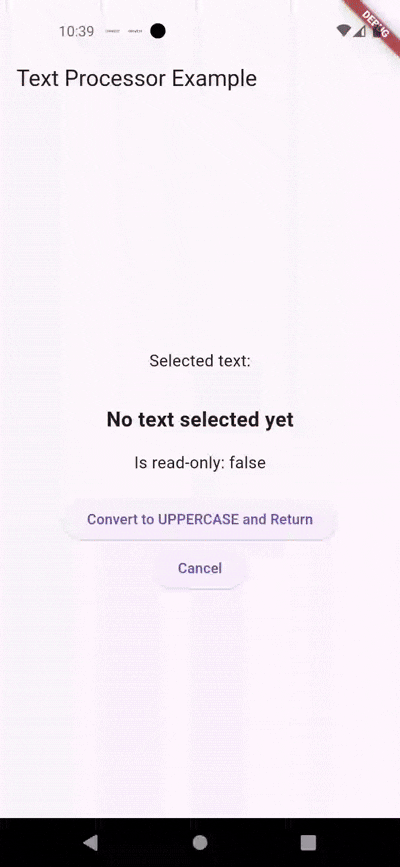 10:39
DEBUG
Text Processor Example
Selected text:
No text selected yet
Is read-only: false
Convert to UPPERCASE and Return
Cancel